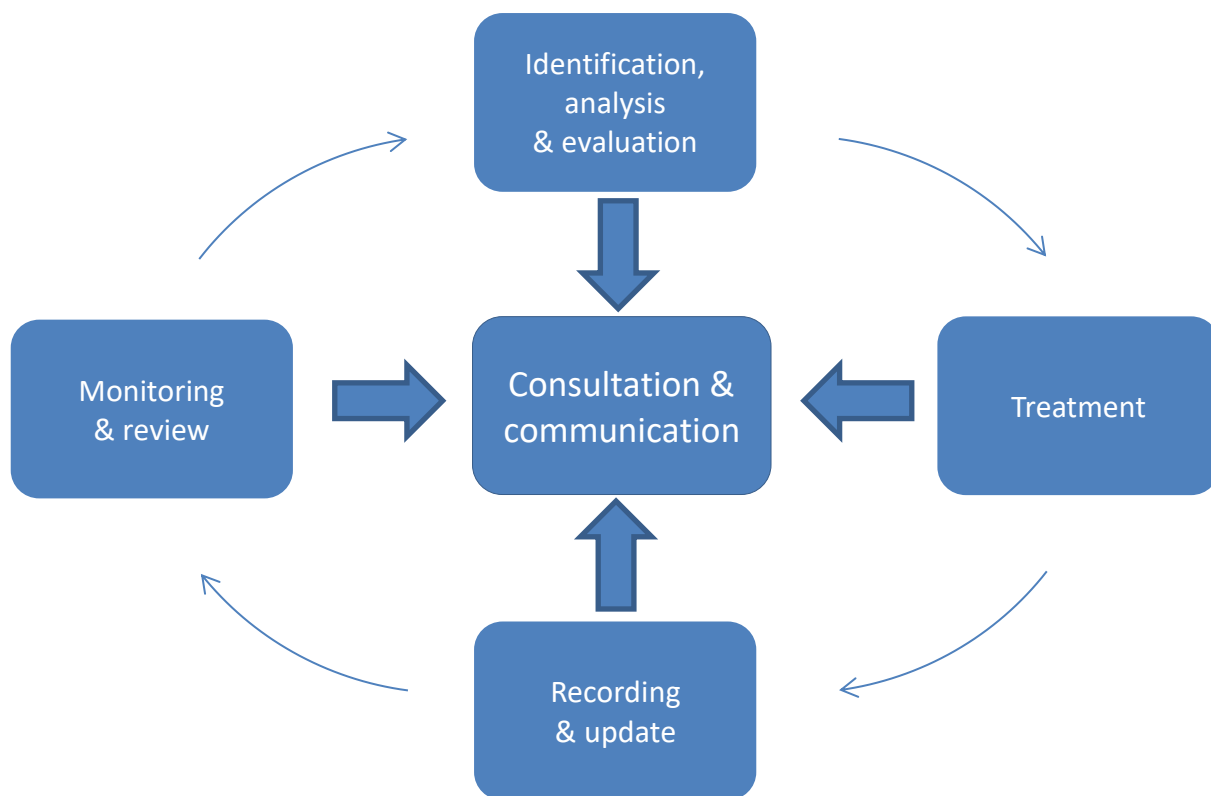 Identification,
analysis
& evaluation
Monitoring
& review
Consultation &
communication
Treatment
Recording
& update